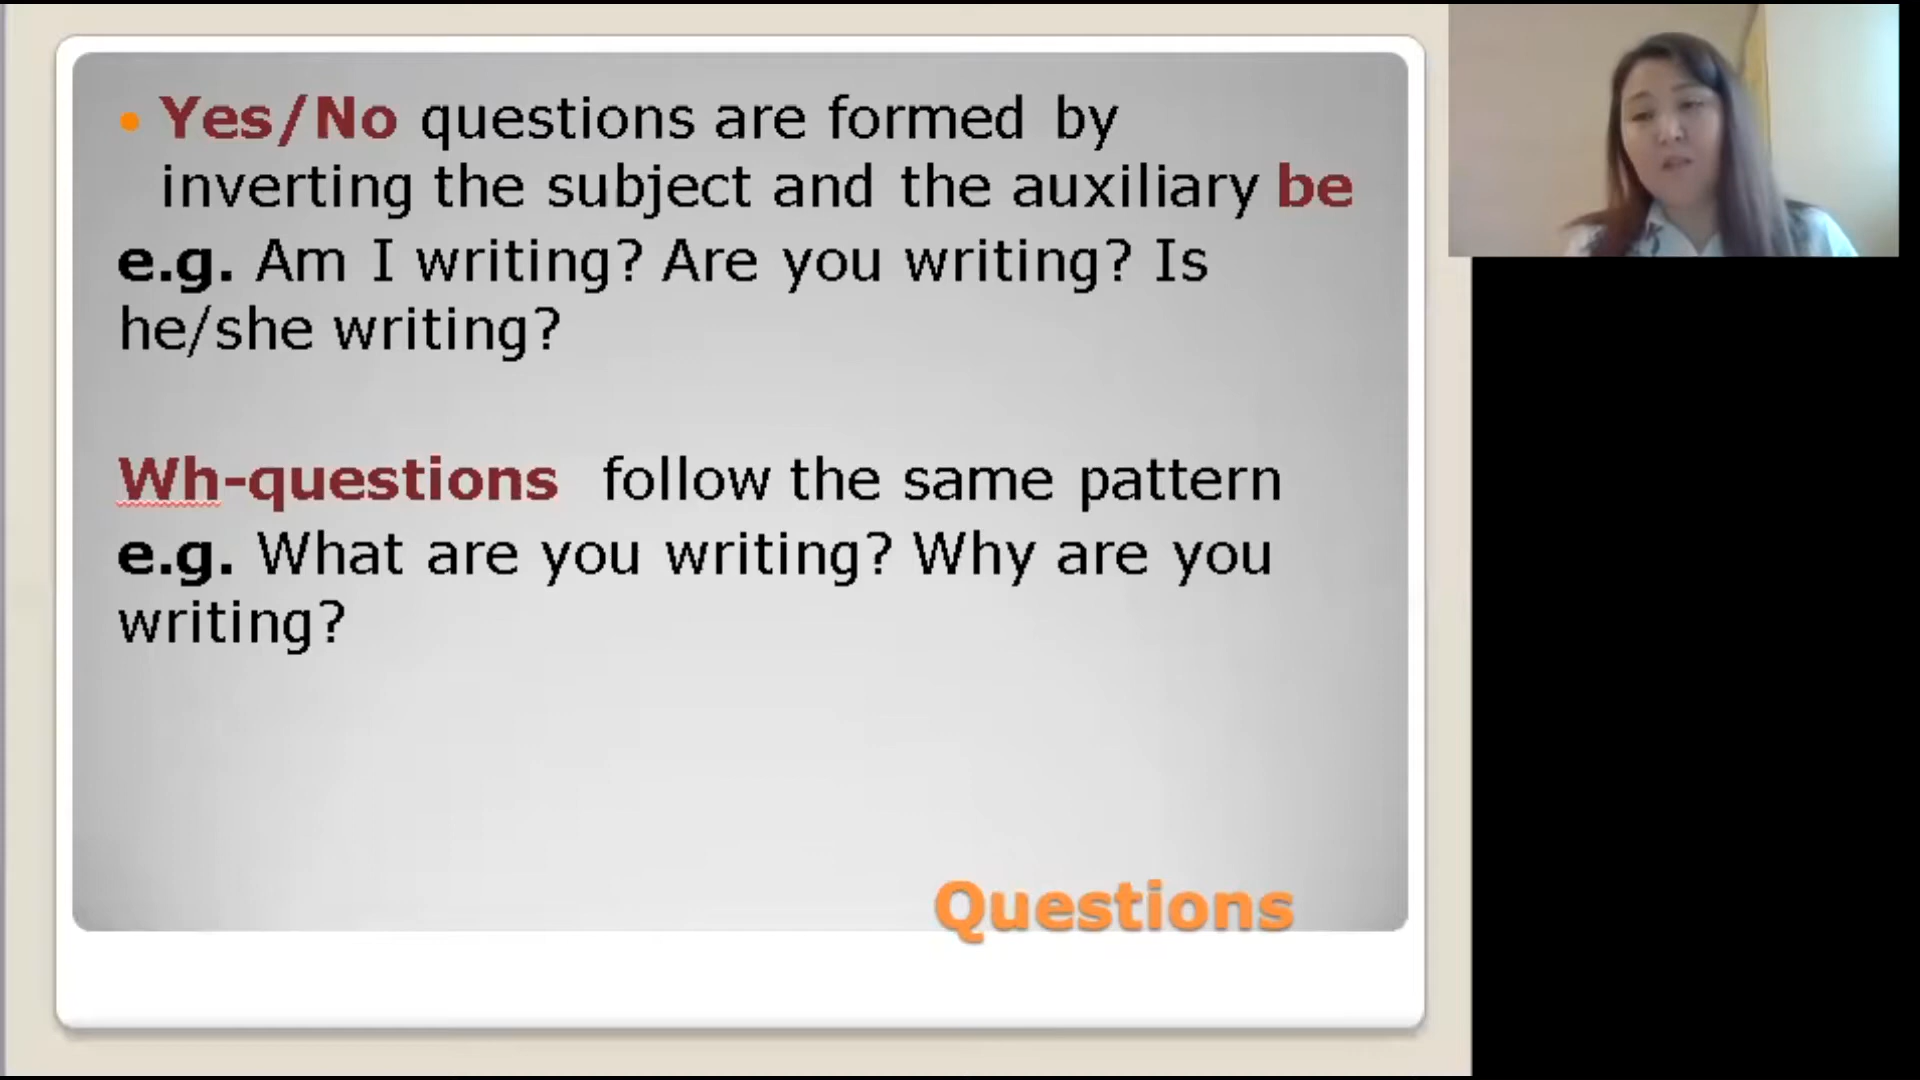 Yes/No questions are formed by
inverting the subject and the auxiliary be
e.g. Am I writing? Are you writing? Is
he/she writing?
Wh-questions follow the same pattern
e.g. What are you writing? Why are you
writing?
Questions